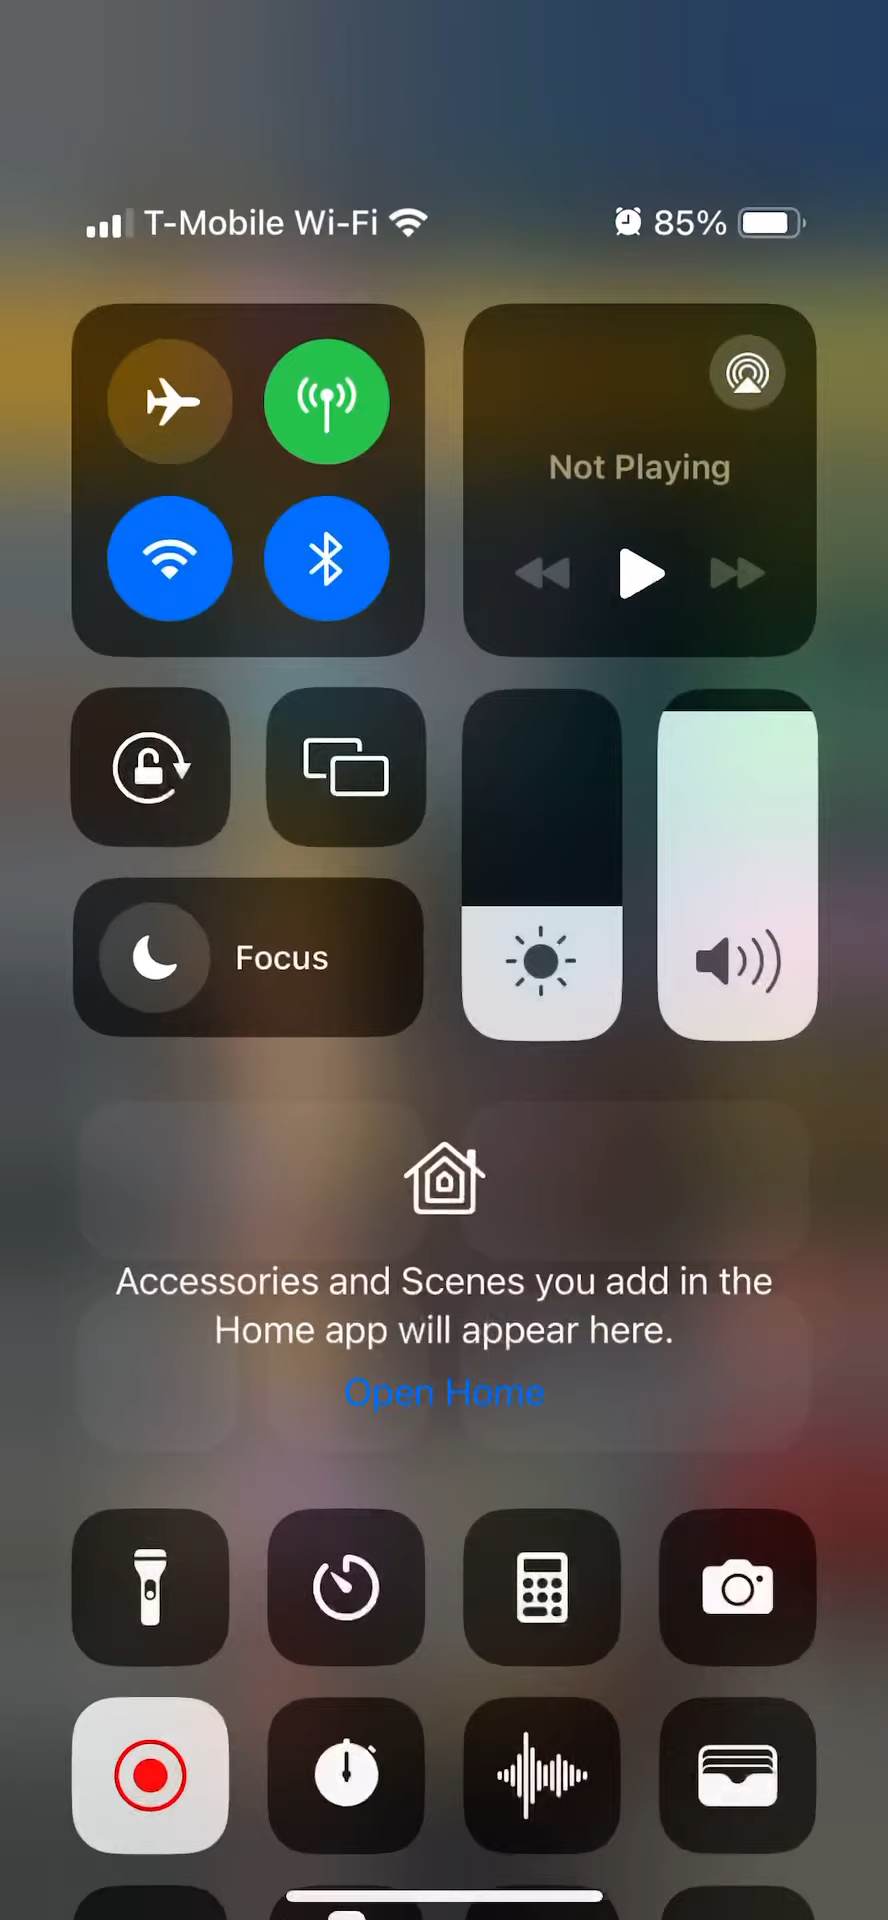 T-Mobile Wi-Fi 85%
Not Playing
Focus
Accessories and Scenes you add in the
Home app will appear here.
Open Home